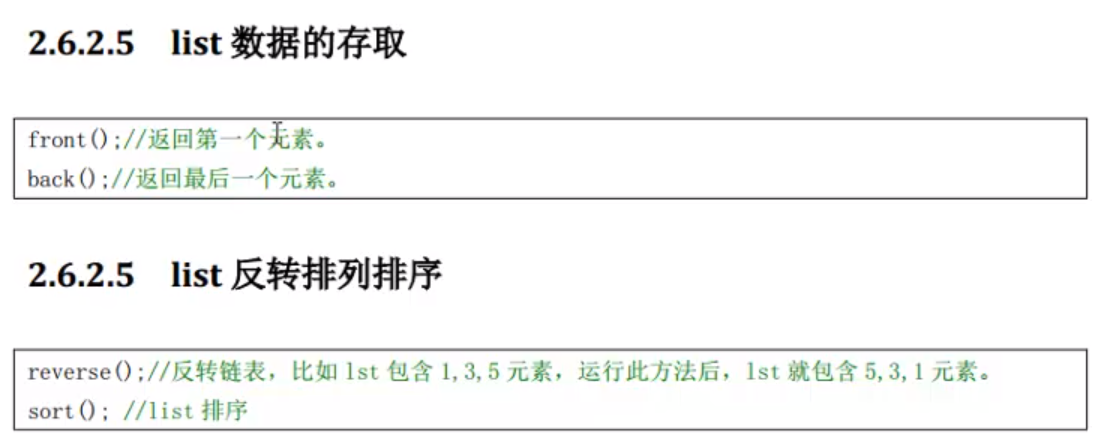 2.6.2.5 list 数据的存取
front();//返回第一个元素。
back();//返回最后一个元素。
2.6.2.5 list 反转排列排序
reverse();//反转链表，比如 lst 包含 1,3,5 元素，运行此方法后，lst 就包含 5,3,1 元素。
sort(); //list 排序